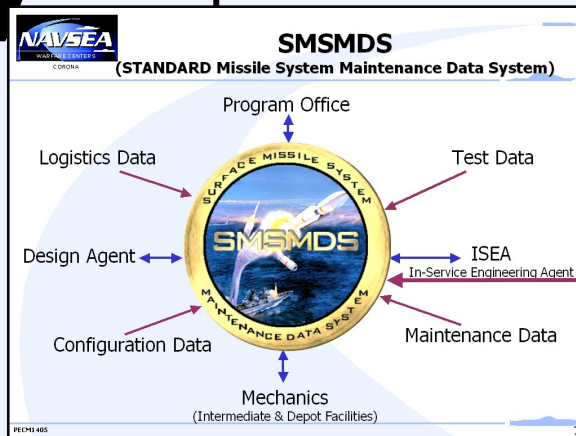 NAVSEA
WARFARE CENTERS
CORONA
SMSMDS
(STANDARD Missile System Maintenance Data System)
Program Office
Logistics Data
Test Data
SURFACE MISSILE SYSTEM
SMSMDS
MAINTENANCE DATA SYSTEM
Design Agent
ISEA
In-Service Engineering Agent
Configuration Data
Maintenance Data
Mechanics
(Intermediate & Depot Facilities)
PECM1405